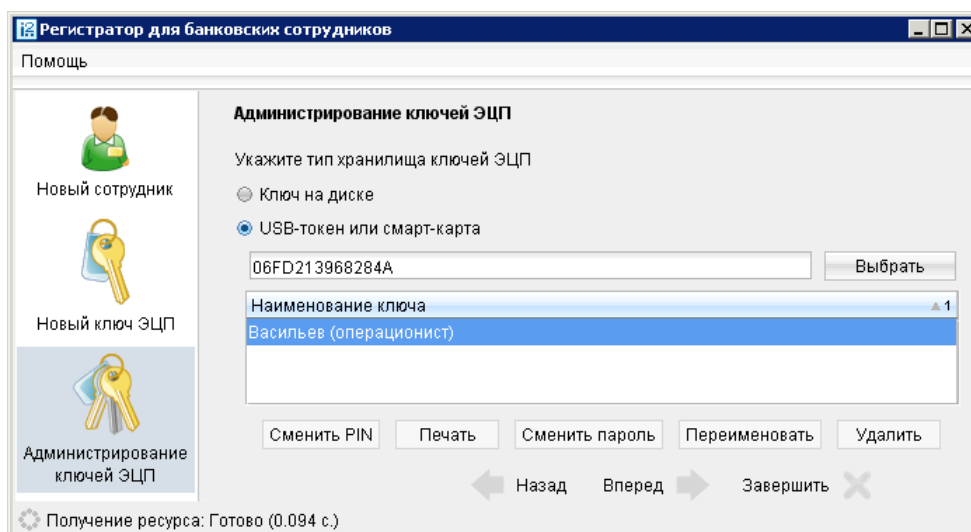 Регистратор для банковских сотрудников
Помощь
Новый сотрудник
Новый ключ ЭЦП
Администрирование
ключей ЭЦП
Администрирование ключей ЭЦП
Укажите тип хранилища ключей ЭЦП
Ключ на диске
USB-токен или смарт-карта
06FD213968284A
Выбрать
Наименование ключа 1
Васильев (операционист)
Сменить PIN Печать Сменить пароль Переименовать Удалить
Назад Вперед Завершить
Получение ресурса: Готово (0.094 с.)